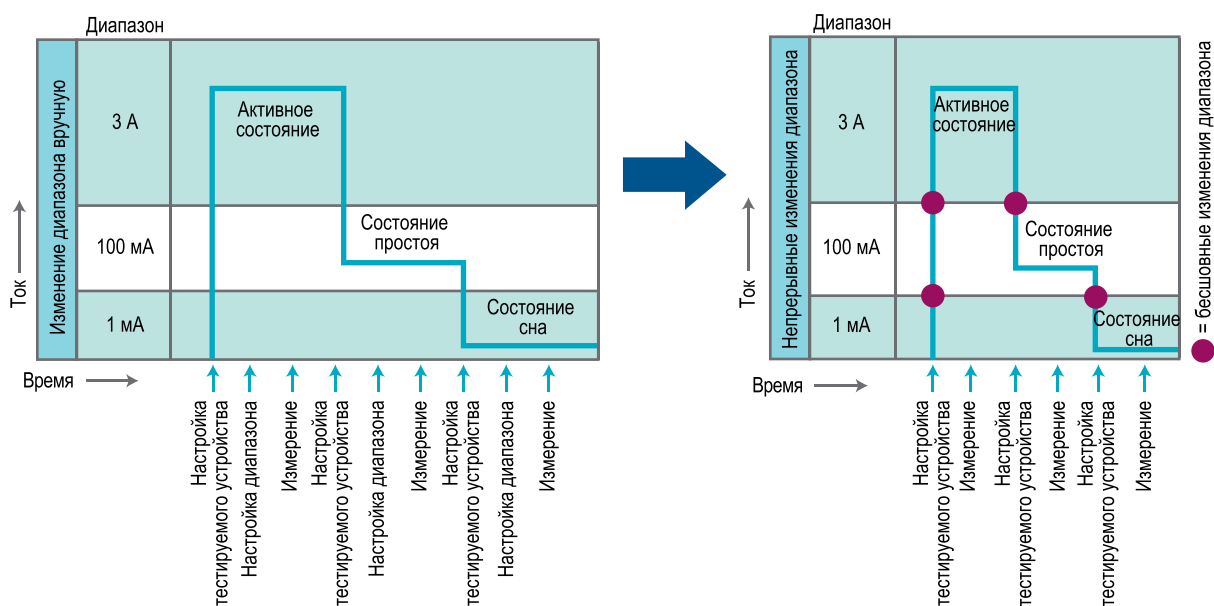 Диапазон
Изменение диапазона вручную
3 А
100 мА
1 мА
Активное
состояние
Состояние
простоя
Состояние
сна
Ток
Время
Настройка
тестируемого устройства
Настройка диапазона
Измерение
Настройка
тестируемого устройства
Настройка диапазона
Измерение
Настройка
тестируемого устройства
Настройка диапазона
Измерение
Диапазон
Непрерывные изменения диапазона
3 А
100 мА
1 мА
Активное
состояние
Состояние
простоя
Состояние
сна
Ток
Время
Настройка
тестируемого устройства
Измерение
Настройка
тестируемого устройства
Измерение
Настройка
тестируемого устройства
Измерение
= бесшовные изменения диапазона